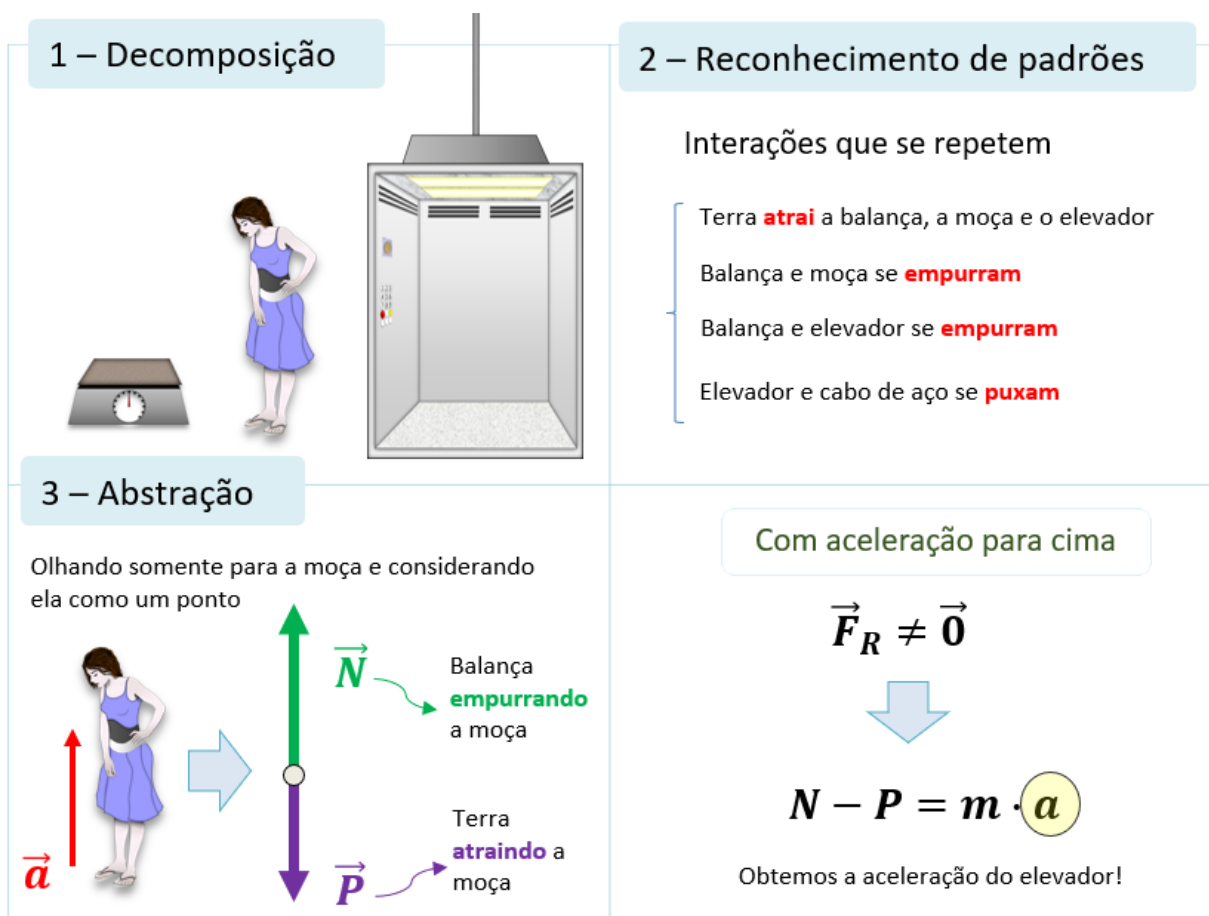 1 – Decomposição
2 – Reconhecimento de padrões
Interações que se repetem
Terra atrai a balança, a moça e o elevador
Balança e moça se empurram
Balança e elevador se empurram
Elevador e cabo de aço se puxam
3 – Abstração
Olhando somente para a moça e considerando
ela como um ponto
a⃗
N⃗
Balança
empurrando
a moça
P⃗
Terra
atraindo a
moça
Com aceleração para cima
F⃗_R ≠ 0⃗
N − P = m · a
Obtemos a aceleração do elevador!